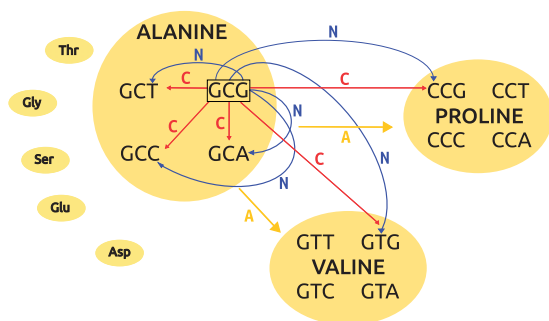 ALANINE
Thr
N
N
C
C
GCT
GCG
CCG CCT
Gly
N
PROLINE
C
C
A
CCC CCA
GCC
GCA
Ser
C
N
N
Glu
A
GTT GTG
Asp
VALINE
GTC GTA